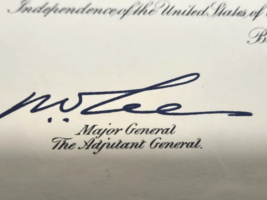 Independence of the United States of
B
Major General
The Adjutant General.